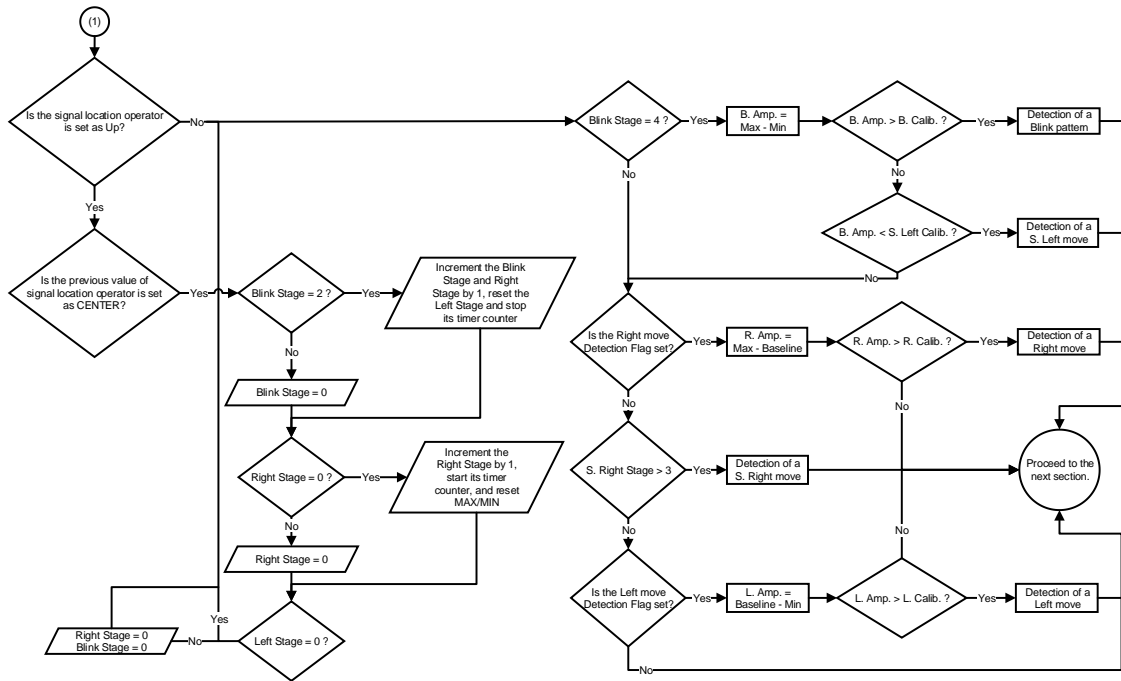 (1)
Is the signal location operator
is set as Up?
No
Yes
Is the previous value of
signal location operator is set
as CENTER?
Yes
Blink Stage = 2 ?
Yes
Increment the Blink
Stage and Right
Stage by 1, reset the
Left Stage and stop
its timer counter
No
Blink Stage = 0
Right Stage = 0 ?
Yes
Increment the
Right Stage by 1,
start its timer
counter, and reset
MAX/MIN
No
Right Stage = 0
Left Stage = 0 ?
Yes
No
Right Stage = 0
Blink Stage = 0
Blink Stage = 4 ?
Yes
B. Amp. =
Max - Min
B. Amp. > B. Calib. ?
Yes
Detection of a
Blink pattern
No
No
B. Amp. < S. Left Calib. ?
Yes
Detection of a
S. Left move
No
Is the Right move
Detection Flag set?
Yes
R. Amp. =
Max - Baseline
R. Amp. > R. Calib. ?
Yes
Detection of a
Right move
No
No
S. Right Stage > 3
Yes
Detection of a
S. Right move
Proceed to the
next section.
No
No
Is the Left move
Detection Flag set?
Yes
L. Amp. =
Baseline - Min
L. Amp. > L. Calib. ?
Yes
Detection of a
Left move
No